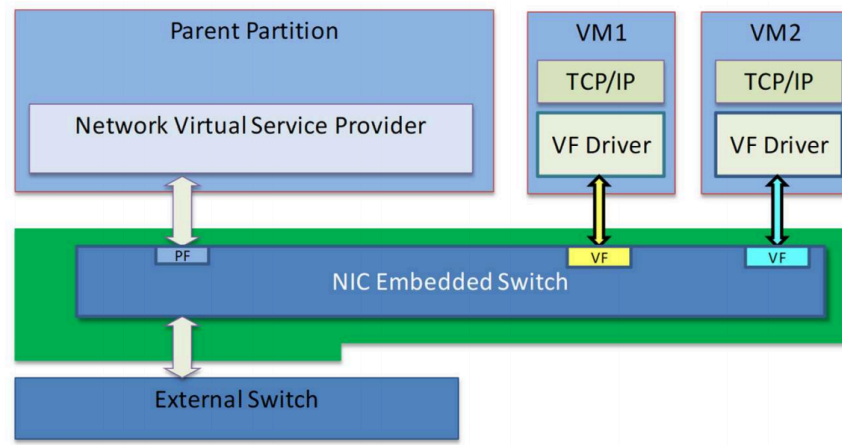 Parent Partition
VM1
VM2
TCP/IP
TCP/IP
Network Virtual Service Provider
VF Driver
VF Driver
PF
VF
VF
NIC Embedded Switch
External Switch